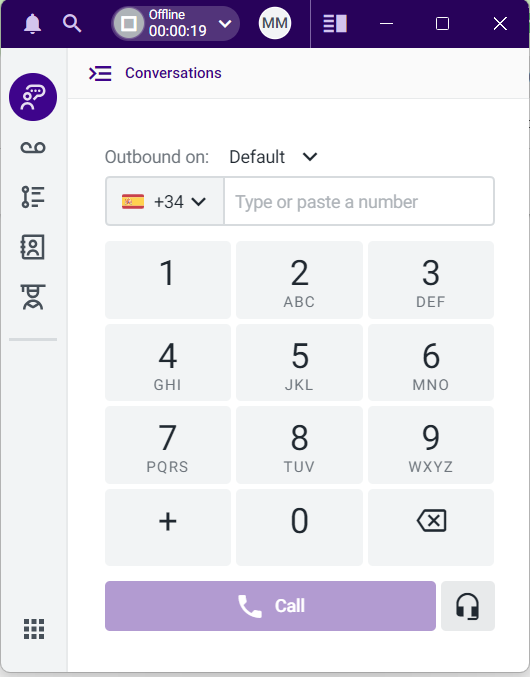 Offline
00:00:19
MM
Conversations
Outbound on: Default
+34 Type or paste a number
1 2 3
ABC DEF
4 5 6
GHI JKL MNO
7 8 9
PQRS TUV WXYZ
+ 0
Call